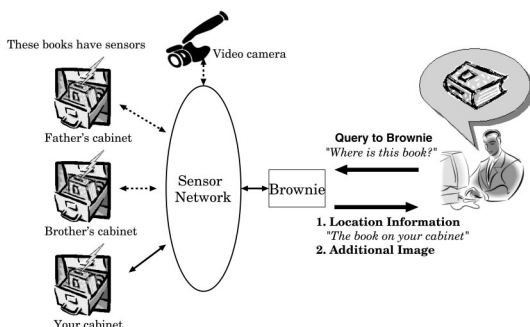 These books have sensors
Video camera
Father's cabinet
Brother's cabinet
Your cabinet
Sensor
Network
Brownie
Query to Brownie
"Where is this book?"
1. Location Information
"The book on your cabinet"
2. Additional Image